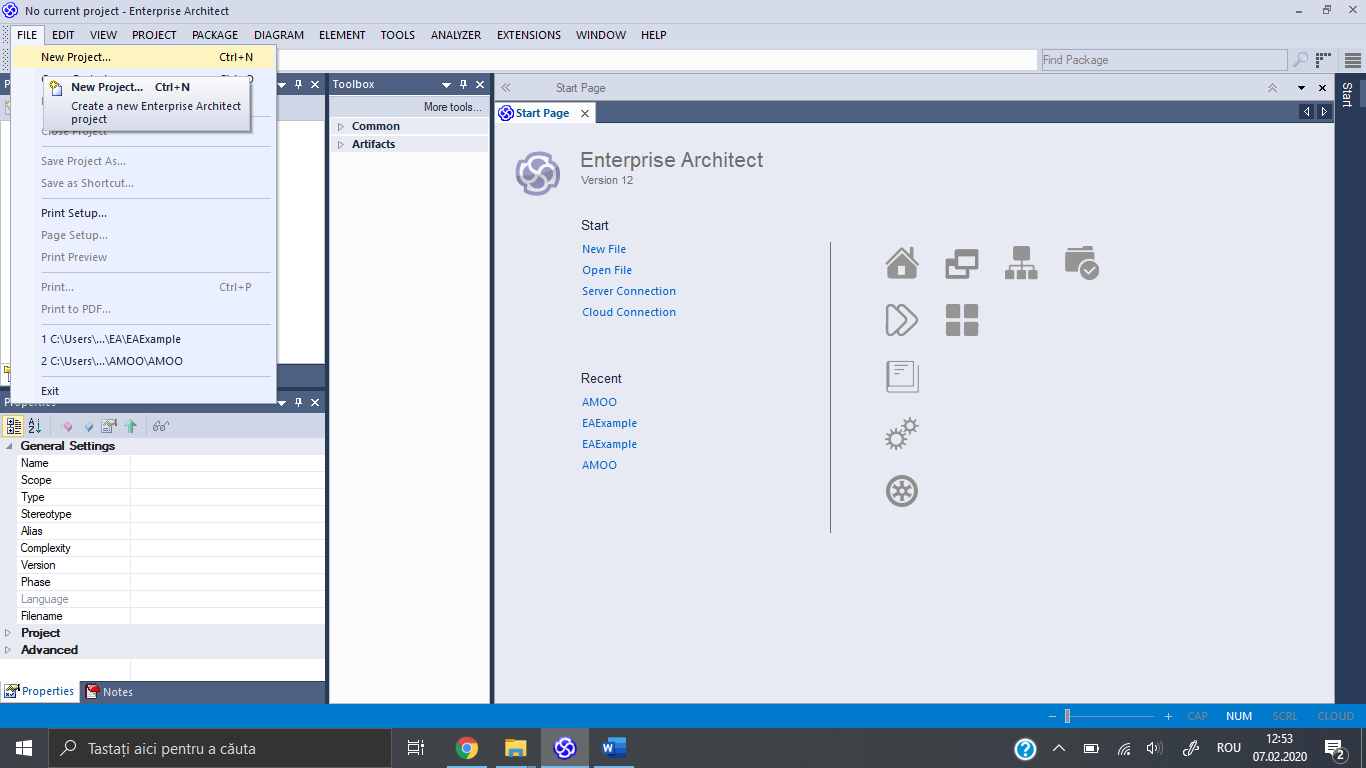 No current project - Enterprise Architect
FILE EDIT VIEW PROJECT PACKAGE DIAGRAM ELEMENT TOOLS ANALYZER EXTENSIONS WINDOW HELP
Find Package
New Project... Ctrl+N
New Project... Ctrl+N
Create a new Enterprise Architect
project
Close Project
Save Project As...
Save as Shortcut...
Print Setup...
Page Setup...
Print Preview
Print... Ctrl+P
Print to PDF...
1 C:\Users\...\EA\EAExample
2 C:\Users\...\AMOO\AMOO
Exit
Toolbox
More tools...
Common
Artifacts
Start Page
Start Page
Start
Enterprise Architect
Version 12
Start
New File
Open File
Server Connection
Cloud Connection
Recent
AMOO
EAExample
EAExample
AMOO
Properties
General Settings
Name
Scope
Type
Stereotype
Alias
Complexity
Version
Phase
Language
Filename
Project
Advanced
Properties Notes
CAP NUM SCRL CLOUD
Tastați aici pentru a căuta
ROU
12:53
07.02.2020
2